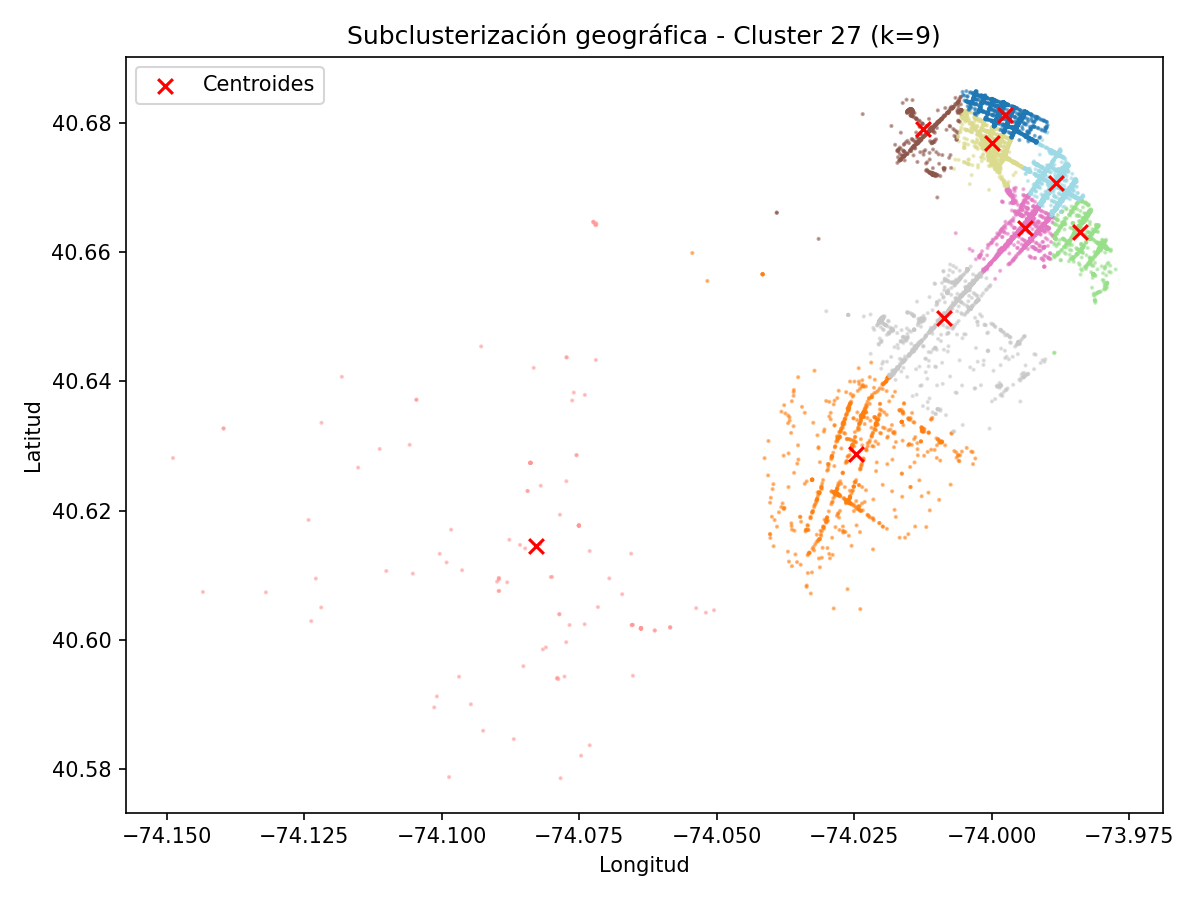 Subclusterización geográfica - Cluster 27 (k=9)
Centroides
40.68
40.66
40.64
40.62
40.60
40.58
Latitud
−74.150 −74.125 −74.100 −74.075 −74.050 −74.025 −74.000 −73.975
Longitud